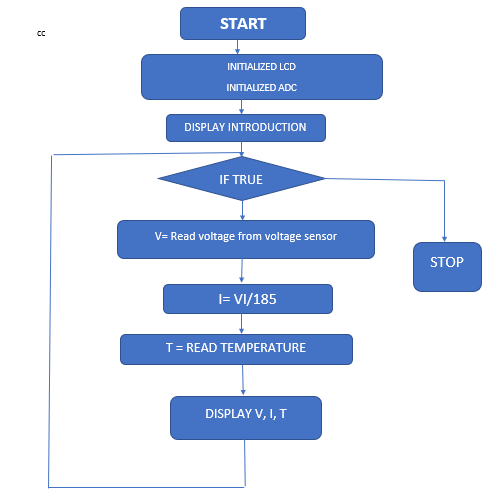 START
cc
INITIALIZED LCD
INITIALIZED ADC
DISPLAY INTRODUCTION
IF TRUE
V= Read voltage from voltage sensor
STOP
I= VI/185
T = READ TEMPERATURE
DISPLAY V, I, T